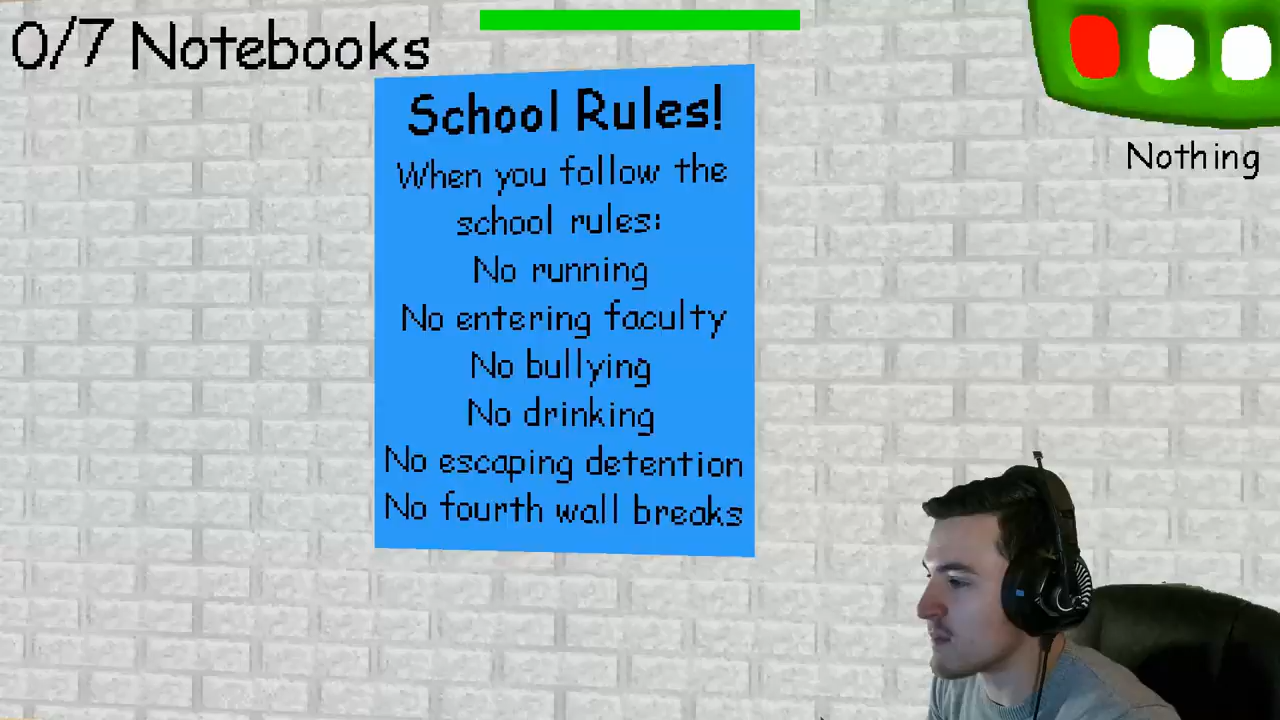 0/7 Notebooks
School Rules!
When you follow the
school rules:
No running
No entering faculty
No bullying
No drinking
No escaping detention
No fourth wall breaks
Nothing